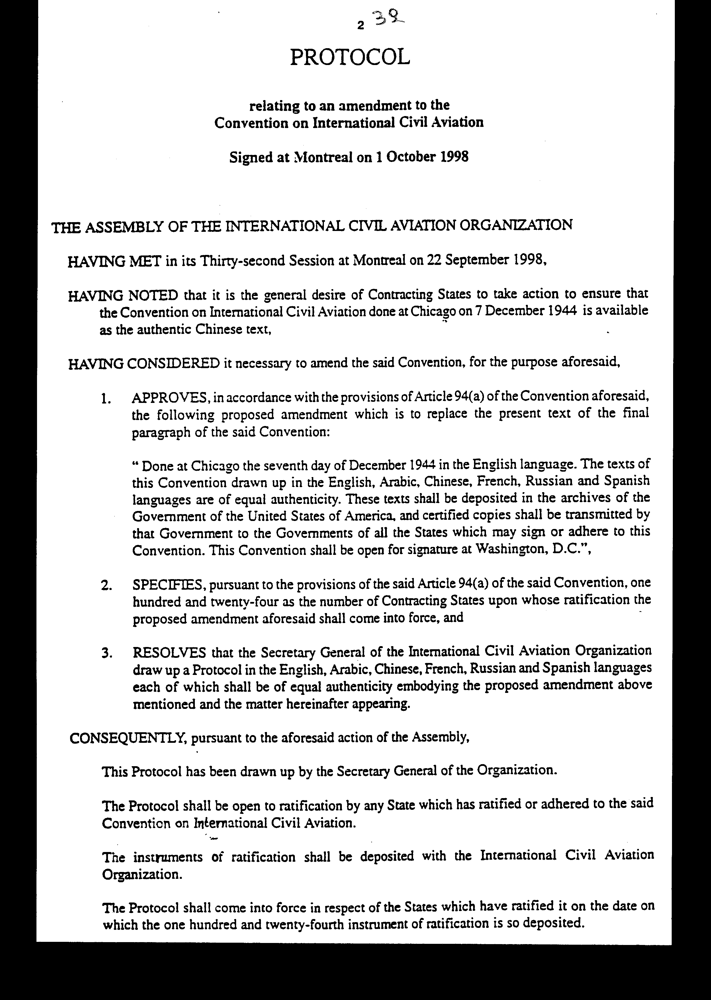 2 38
PROTOCOL
relating to an amendment to the
Convention on International Civil Aviation
Signed at Montreal on 1 October 1998
THE ASSEMBLY OF THE INTERNATIONAL CIVIL AVIATION ORGANIZATION
HAVING MET in its Thirty-second Session at Montreal on 22 September 1998,
HAVING NOTED that it is the general desire of Contracting States to take action to ensure that
the Convention on International Civil Aviation done at Chicago on 7 December 1944 is available
as the authentic Chinese text,
HAVING CONSIDERED it necessary to amend the said Convention, for the purpose aforesaid,
1. APPROVES, in accordance with the provisions of Article 94(a) of the Convention aforesaid,
the following proposed amendment which is to replace the present text of the final
paragraph of the said Convention:
“ Done at Chicago the seventh day of December 1944 in the English language. The texts of
this Convention drawn up in the English, Arabic, Chinese, French, Russian and Spanish
languages are of equal authenticity. These texts shall be deposited in the archives of the
Government of the United States of America, and certified copies shall be transmitted by
that Government to the Governments of all the States which may sign or adhere to this
Convention. This Convention shall be open for signature at Washington, D.C.”,
2. SPECIFIES, pursuant to the provisions of the said Article 94(a) of the said Convention, one
hundred and twenty-four as the number of Contracting States upon whose ratification the
proposed amendment aforesaid shall come into force, and
3. RESOLVES that the Secretary General of the International Civil Aviation Organization
draw up a Protocol in the English, Arabic, Chinese, French, Russian and Spanish languages
each of which shall be of equal authenticity embodying the proposed amendment above
mentioned and the matter hereinafter appearing.
CONSEQUENTLY, pursuant to the aforesaid action of the Assembly,
This Protocol has been drawn up by the Secretary General of the Organization.
The Protocol shall be open to ratification by any State which has ratified or adhered to the said
Convention on International Civil Aviation.
The instruments of ratification shall be deposited with the International Civil Aviation
Organization.
The Protocol shall come into force in respect of the States which have ratified it on the date on
which the one hundred and twenty-fourth instrument of ratification is so deposited.